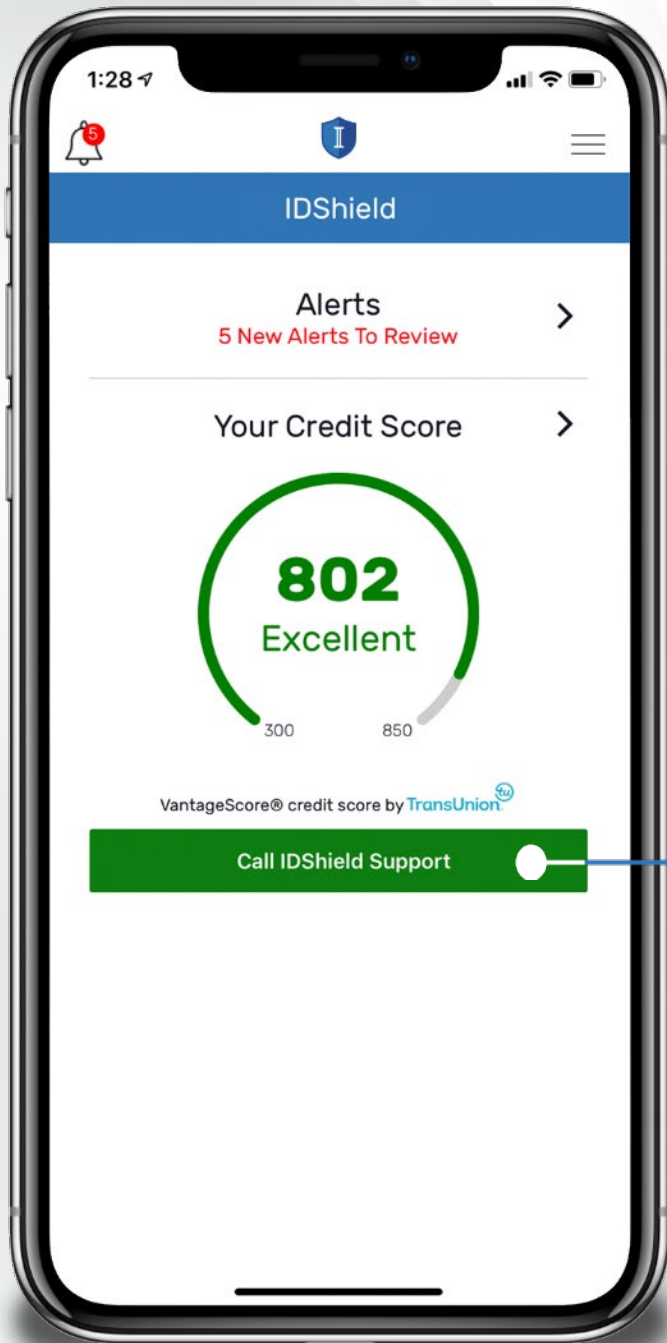 1:28
5
I
IDShield
Alerts
5 New Alerts To Review
Your Credit Score
802
Excellent
300 850
VantageScore® credit score by TransUnion tu
Call IDShield Support